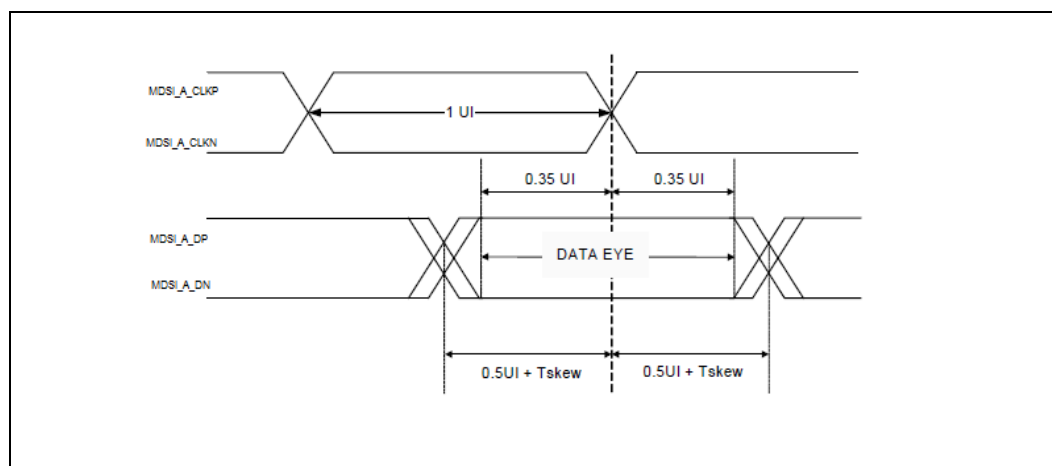 MDSI_A_CLKP
1 UI
MDSI_A_CLKN
0.35 UI
0.35 UI
MDSI_A_DP
DATA EYE
MDSI_A_DN
0.5UI + Tskew
0.5UI + Tskew